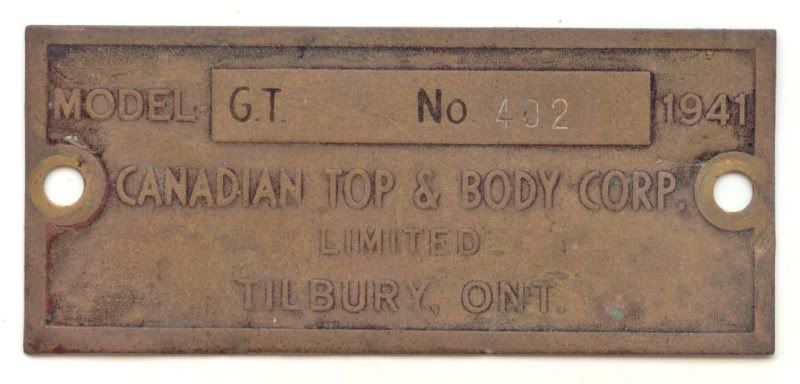 MODEL- G.T. No 402 1941
CANADIAN TOP & BODY CORP.
LIMITED
TILBURY, ONT.